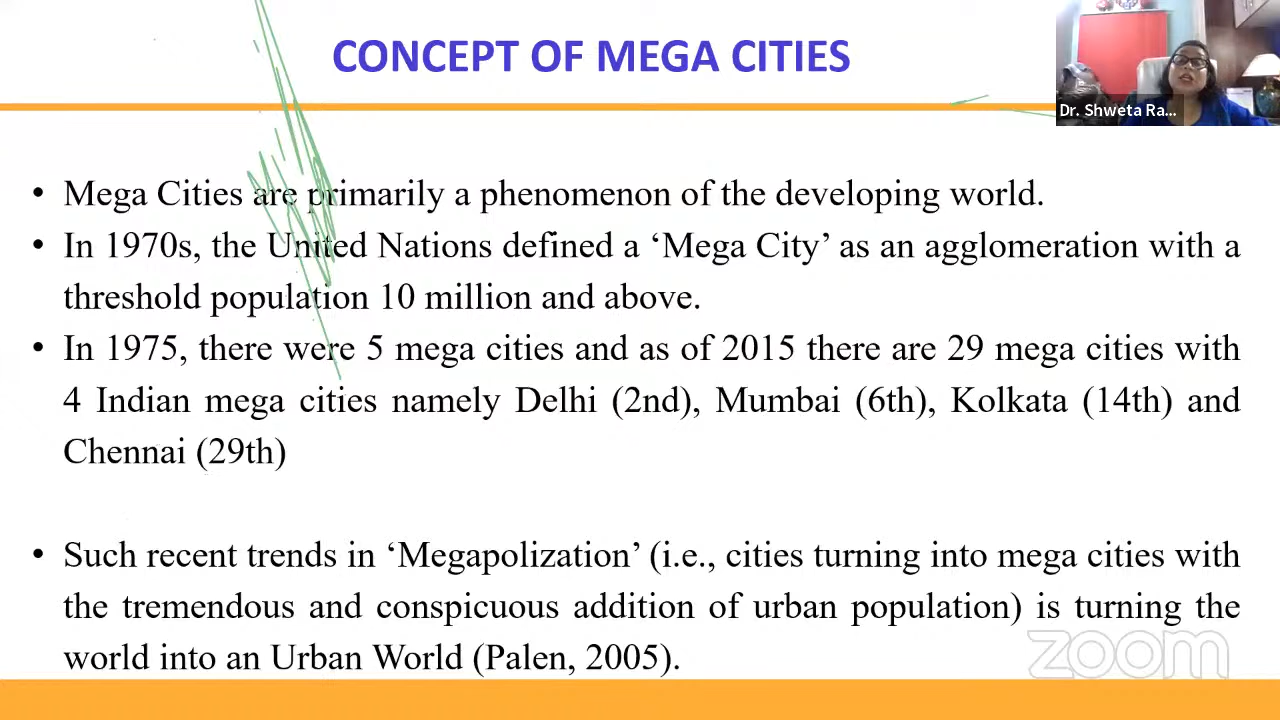 CONCEPT OF MEGA CITIES
Dr. Shweta Ra...
• Mega Cities are primarily a phenomenon of the developing world.
• In 1970s, the United Nations defined a ‘Mega City’ as an agglomeration with a
threshold population 10 million and above.
• In 1975, there were 5 mega cities and as of 2015 there are 29 mega cities with
4 Indian mega cities namely Delhi (2nd), Mumbai (6th), Kolkata (14th) and
Chennai (29th)
• Such recent trends in ‘Megapolization’ (i.e., cities turning into mega cities with
the tremendous and conspicuous addition of urban population) is turning the
world into an Urban World (Palen, 2005).
zoom